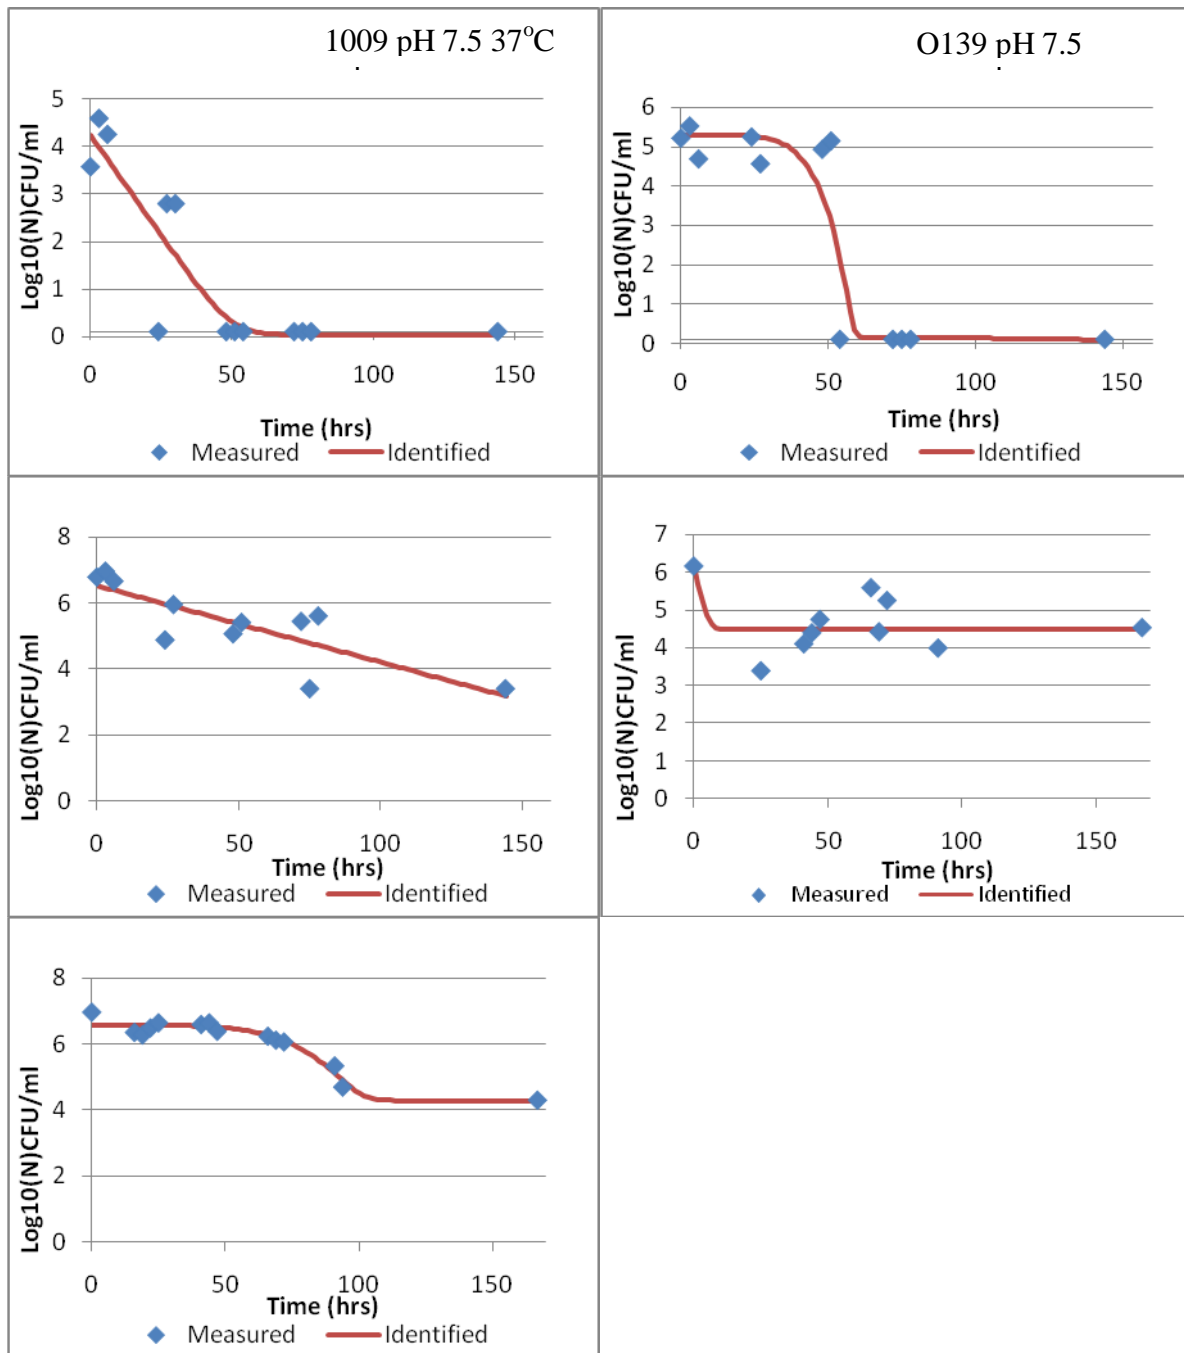 1009 pH 7.5 37°C
Log10(N)CFU/ml
5
4
3
2
1
0
0 50 100 150
Time (hrs)
Measured Identified
O139 pH 7.5
Log10(N)CFU/ml
6
5
4
3
2
1
0
0 50 100 150
Time (hrs)
Measured Identified
Log10(N)CFU/ml
8
6
4
2
0
0 50 100 150
Time (hrs)
Measured Identified
Log10(N)CFU/ml
7
6
5
4
3
2
1
0
0 50 100 150
Time (hrs)
Measured Identified
Log10(N)CFU/ml
8
6
4
2
0
0 50 100 150
Time (hrs)
Measured Identified